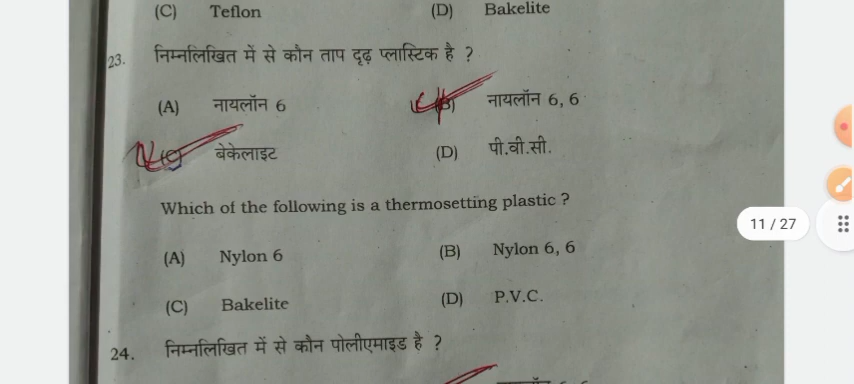 (C) Teflon (D) Bakelite
23. निम्नलिखित में से कौन ताप दृढ़ प्लास्टिक है ?
(A) नायलॉन 6 (B) नायलॉन 6, 6
(C) बेकेलाइट (D) पी.वी.सी.
Which of the following is a thermosetting plastic ?
11 / 27
(A) Nylon 6 (B) Nylon 6, 6
(C) Bakelite (D) P.V.C.
24. निम्नलिखित में से कौन पोलीएमाइड है ?